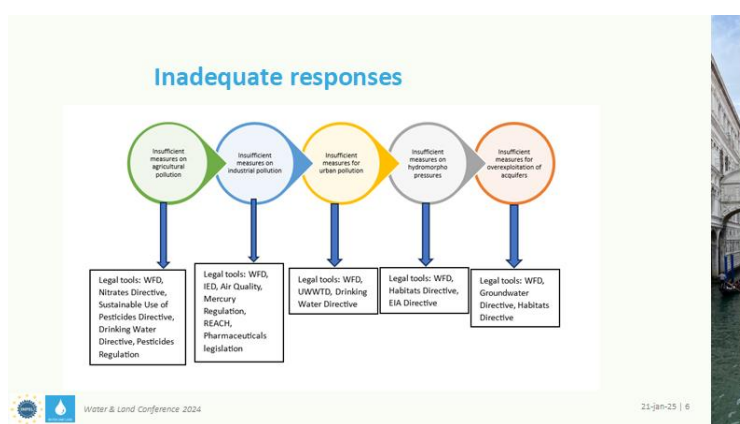 Inadequate responses
Insufficient
measures on
agricultural
pollution
Insufficient
measures on
industrial pollution
Insufficient
measures for
urban pollution
Insufficient
measures on
hydromorpho
pressures
Insufficient
measures for
overexploitation of
acquifers
Legal tools: WFD,
Nitrates Directive,
Sustainable Use of
Pesticides Directive,
Drinking Water
Directive, Pesticides
Regulation
Legal tools: WFD,
IED, Air Quality,
Mercury
Regulation,
REACH,
Pharmaceuticals
legislation
Legal tools: WFD,
UWWTD, Drinking
Water Directive
Legal tools: WFD,
Habitats Directive,
EIA Directive
Legal tools: WFD,
Groundwater
Directive, Habitats
Directive
Water & Land Conference 2024
21-jan-25 | 6